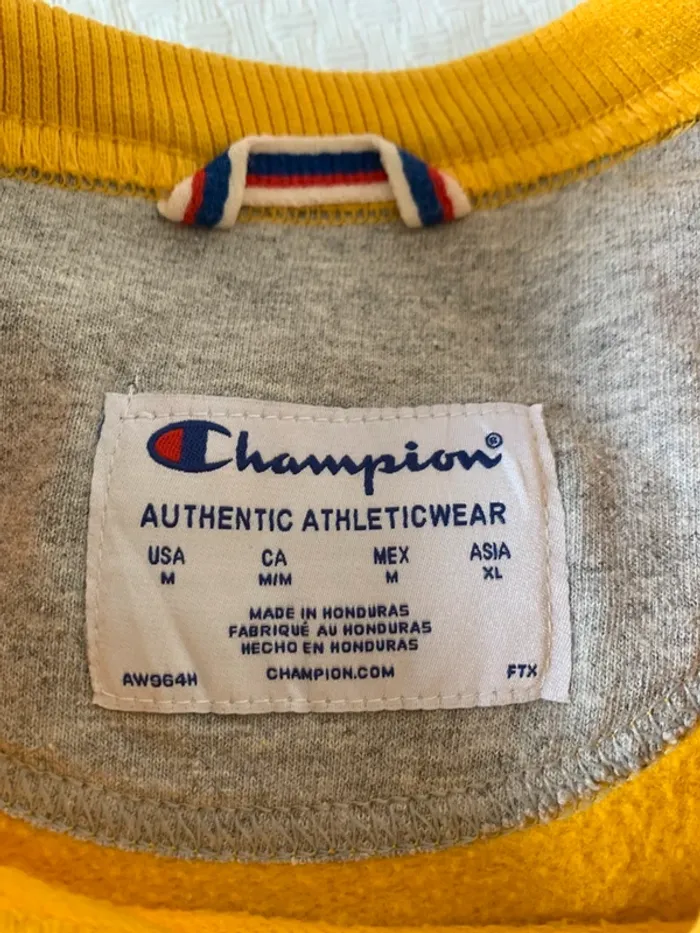 Champion®
AUTHENTIC ATHLETICWEAR
USA CA MEX ASIA
M M/M M XL
MADE IN HONDURAS
FABRIQUÉ AU HONDURAS
HECHO EN HONDURAS
AW964H CHAMPION.COM FTX